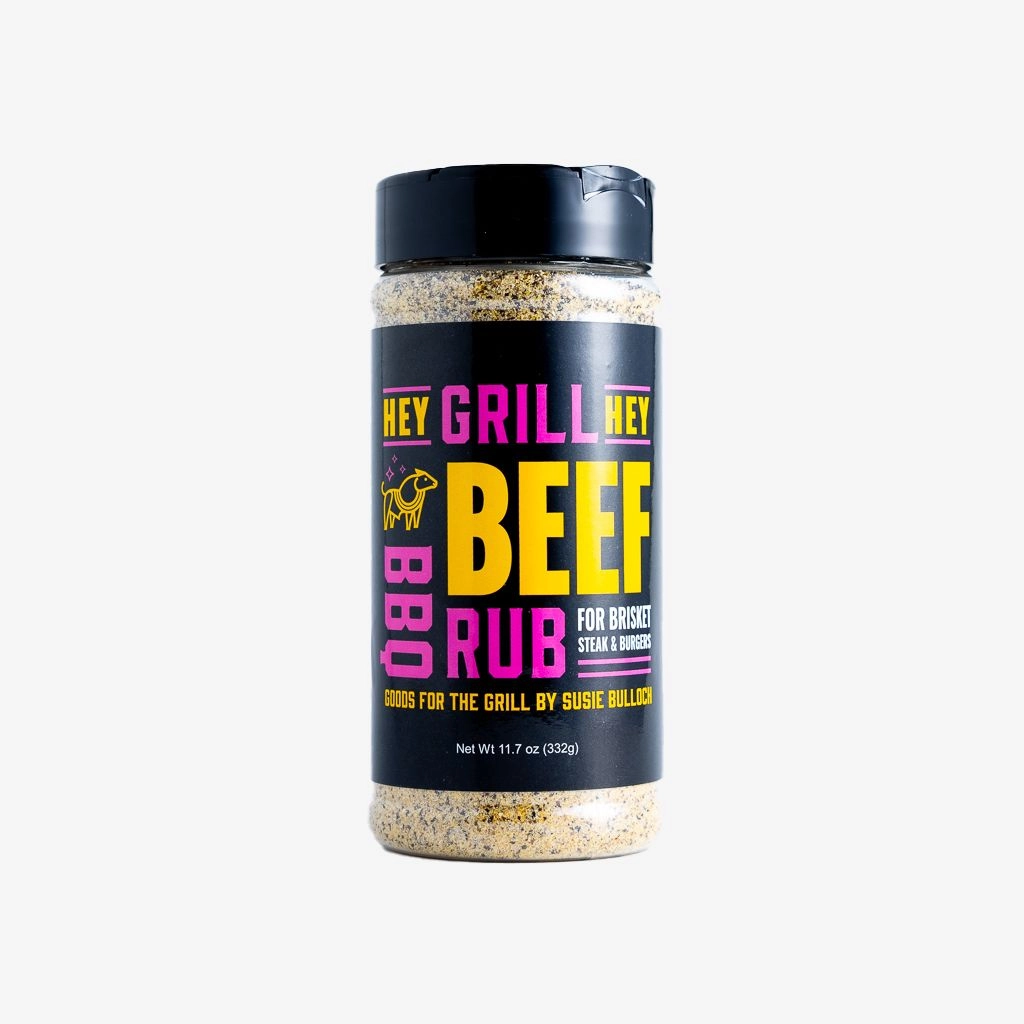 HEY GRILL HEY
BEEF
BBQ
RUB
FOR BRISKET
STEAK & BURGERS
GOODS FOR THE GRILL BY SUSIE BULLOCH
Net Wt 11.7 oz (332g)